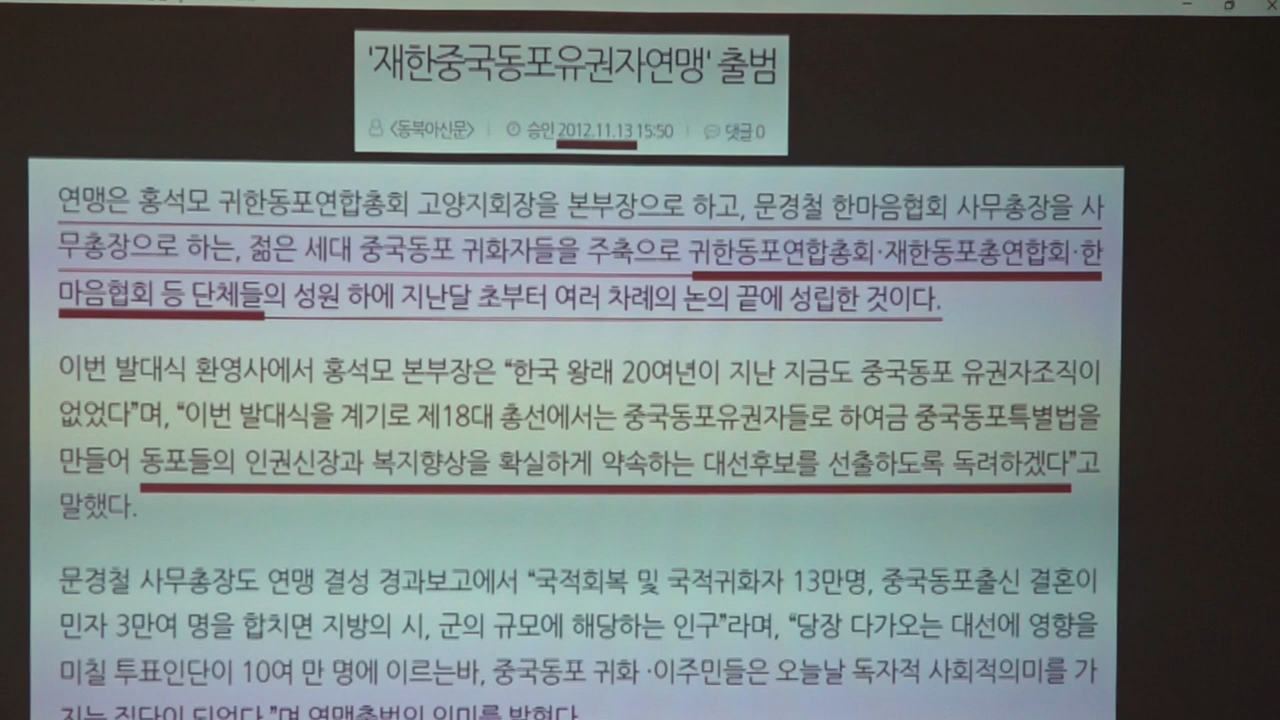 '재한중국동포유권자연맹' 출범
<동북아신문> 승인 2012.11.13 15:50 댓글 0
연맹은 홍석모 귀한동포연합총회 고양지회장을 본부장으로 하고, 문경철 한마음협회 사무총장을 사
무총장으로 하는, 젊은 세대 중국동포 귀화자들을 주축으로 귀한동포연합총회·재한동포총연합회·한
마음협회 등 단체들의 성원 하에 지난달 초부터 여러 차례의 논의 끝에 성립한 것이다.
이번 발대식 환영사에서 홍석모 본부장은 “한국 왕래 20여년이 지난 지금도 중국동포 유권자조직이
없었다”며, “이번 발대식을 계기로 제18대 총선에서는 중국동포유권자들로 하여금 중국동포특별법을
만들어 동포들의 인권신장과 복지향상을 확실하게 약속하는 대선후보를 선출하도록 독려하겠다”고
말했다.
문경철 사무총장도 연맹 결성 경과보고에서 “국적회복 및 국적귀화자 13만명, 중국동포출신 결혼이
민자 3만여 명을 합치면 지방의 시, 군의 규모에 해당하는 인구”라며, “당장 다가오는 대선에 영향을
미칠 투표인단이 10여 만 명에 이르는바, 중국동포 귀화 ·이주민들은 오늘날 독자적 사회적의미를 가
지는 집단이 되었다.”며 연맹출범의 의미를 밝혔다.